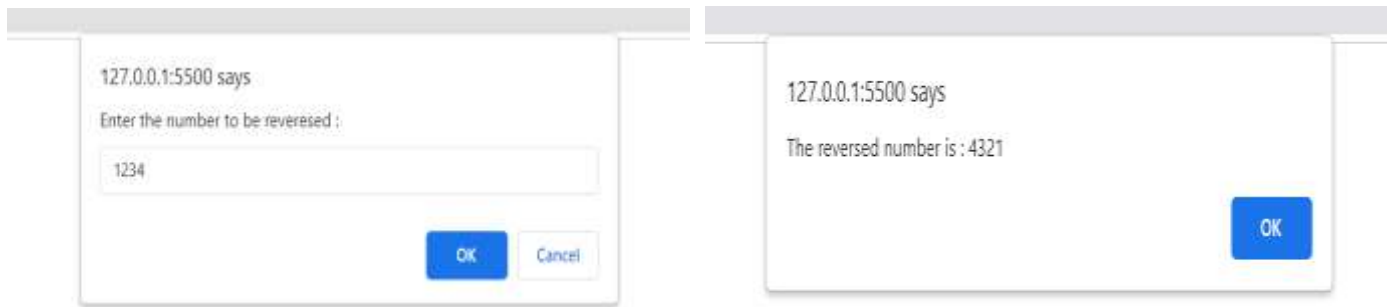 127.0.0.1:5500 says
Enter the number to be reveresed :
1234
OK
Cancel
127.0.0.1:5500 says
The reversed number is : 4321
OK